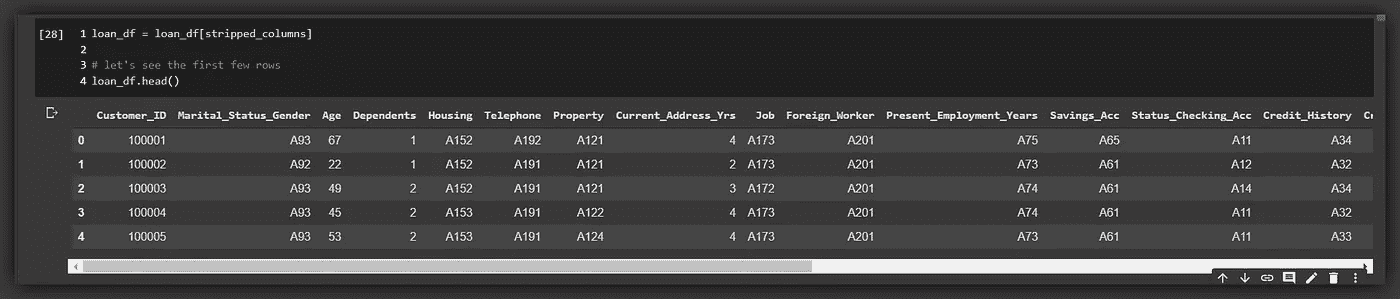 [28] 1 loan_df = loan_df[stripped_columns]
2
3 # let's see the first few rows
4 loan_df.head()
Customer_ID Marital_Status_Gender Age Dependents Housing Telephone Property Current_Address_Yrs Job Foreign_Worker Present_Employment_Years Savings_Acc Status_Checking_Acc Credit_History
0 100001 A93 67 1 A152 A192 A121 4 A173 A201 A75 A65 A11 A34
1 100002 A92 22 1 A152 A191 A121 2 A173 A201 A73 A61 A12 A32
2 100003 A93 49 2 A152 A191 A121 3 A172 A201 A74 A61 A14 A34
3 100004 A93 45 2 A153 A191 A122 4 A173 A201 A74 A61 A11 A32
4 100005 A93 53 2 A153 A191 A124 4 A173 A201 A73 A61 A11 A33